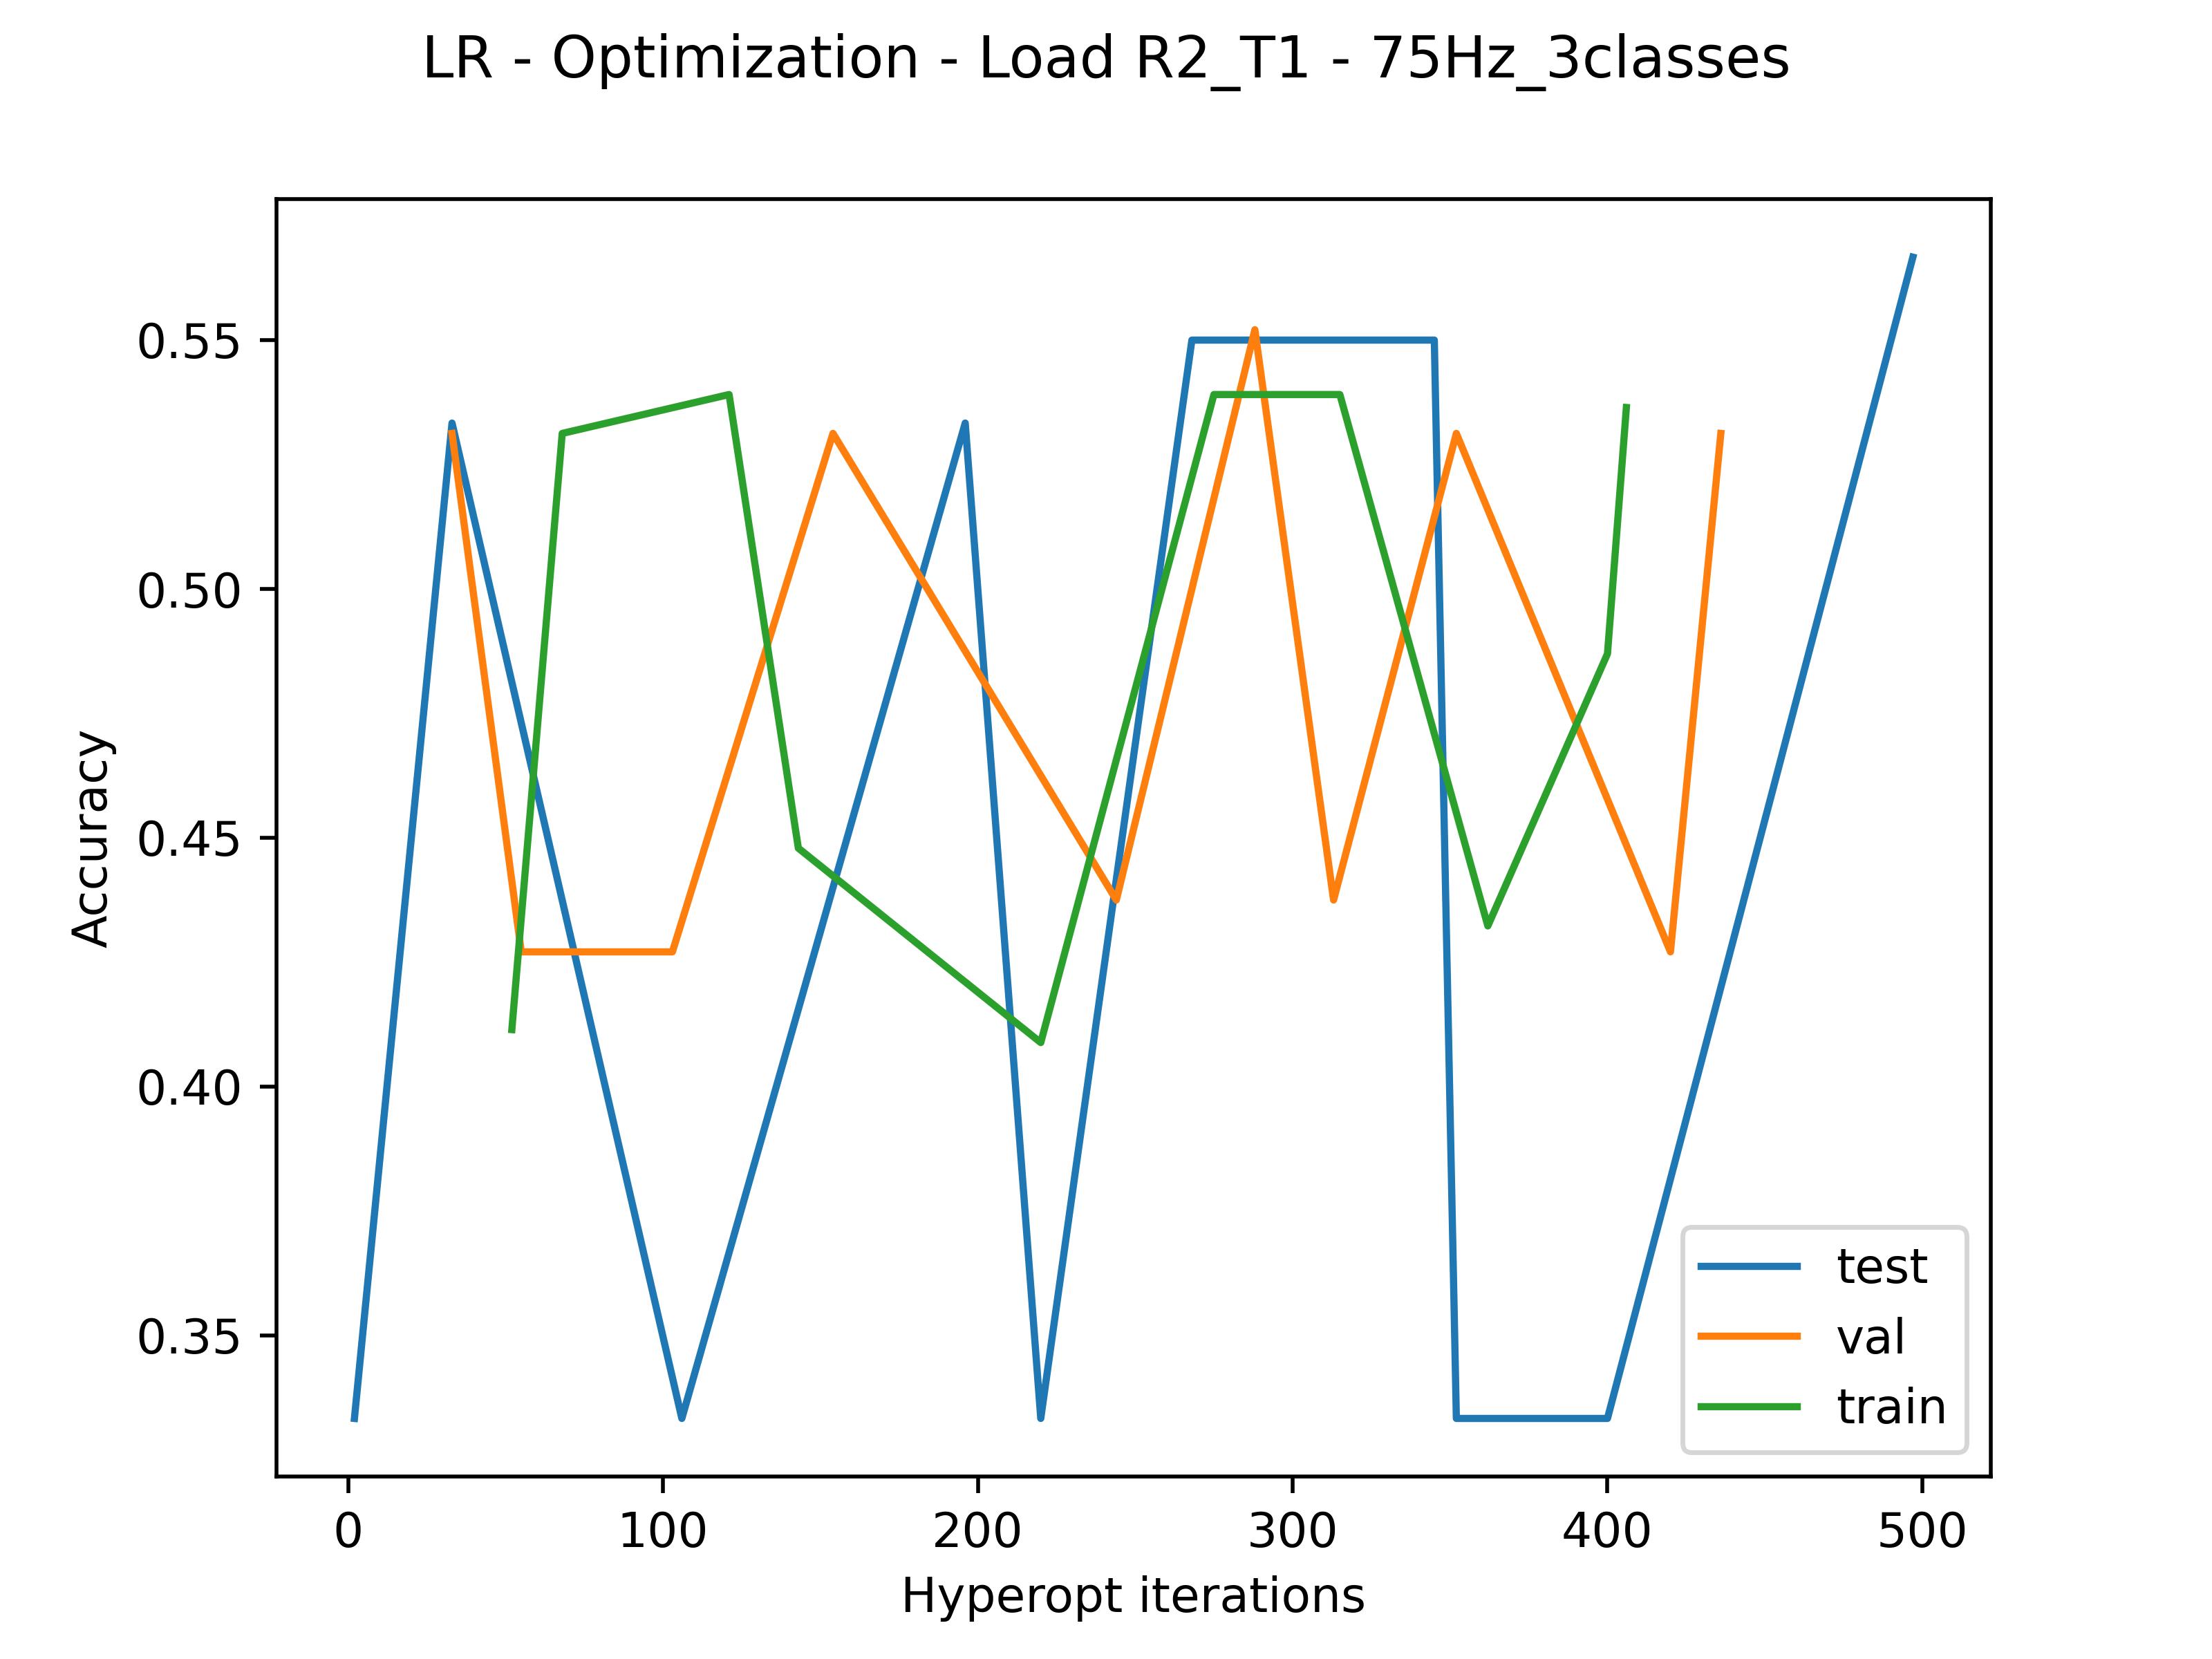 LR - Optimization - Load R2_T1 - 75Hz_3classes
0.55
0.50
0.45
0.40
0.35
Accuracy
test
val
train
0 100 200 300 400 500
Hyperopt iterations